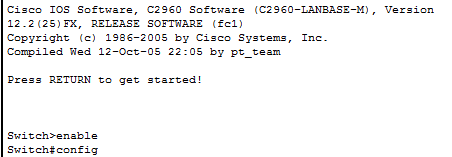 Cisco IOS Software, C2960 Software (C2960-LANBASE-M), Version
12.2(25)FX, RELEASE SOFTWARE (fc1)
Copyright (c) 1986-2005 by Cisco Systems, Inc.
Compiled Wed 12-Oct-05 22:05 by pt_team
Press RETURN to get started!
Switch>enable
Switch#config